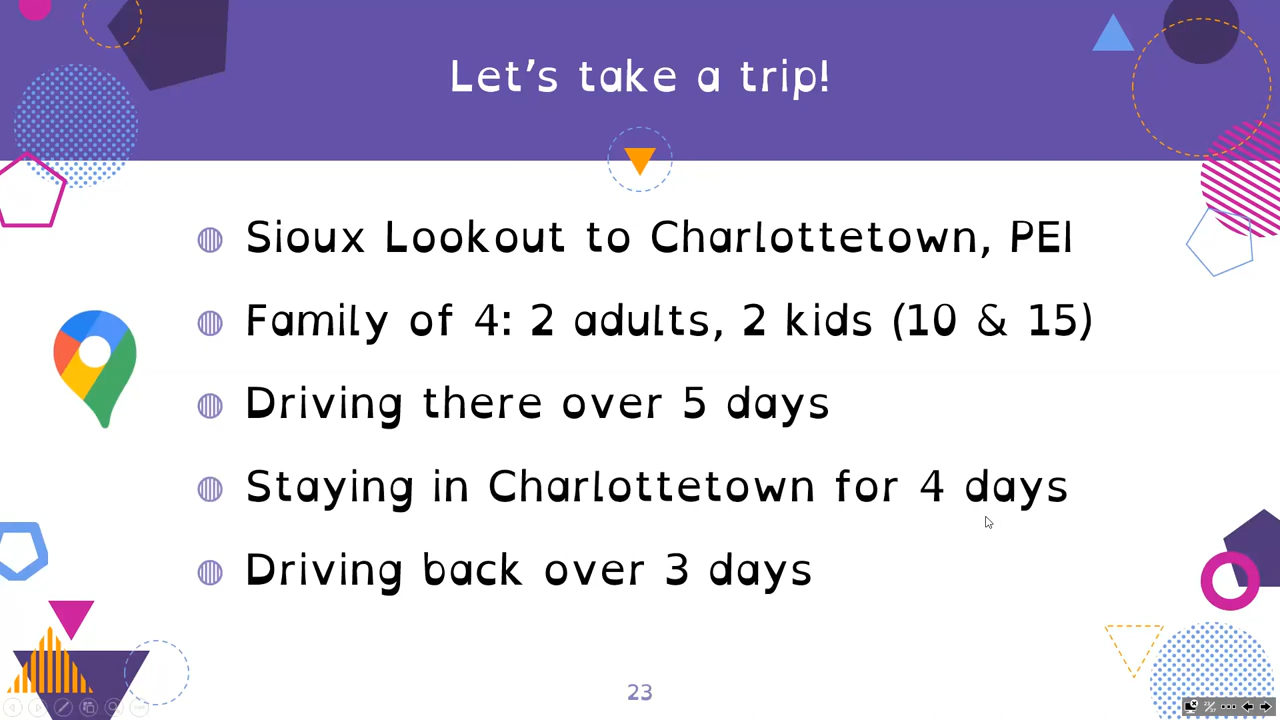 Let's take a trip!
Sioux Lookout to Charlottetown, PEI
Family of 4: 2 adults, 2 kids (10 & 15)
Driving there over 5 days
Staying in Charlottetown for 4 days
Driving back over 3 days
23